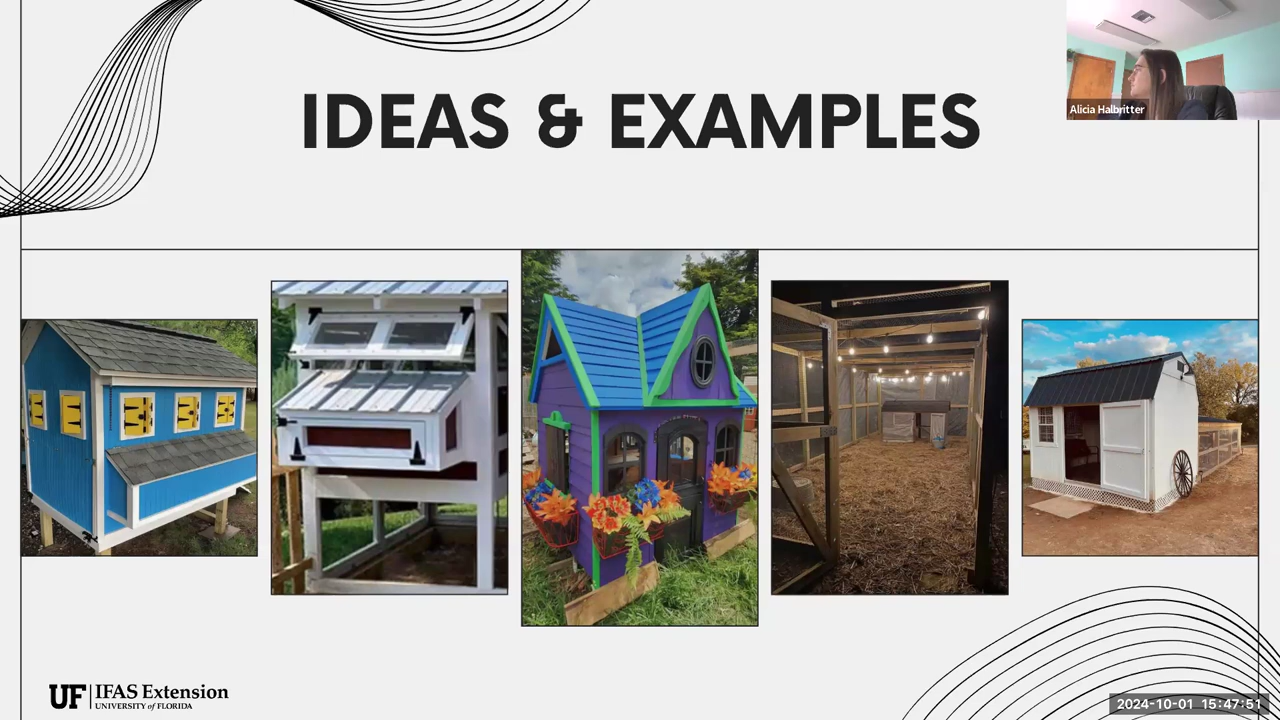 IDEAS & EXAMPLES
Alicia Halbritter
UF IFAS Extension
UNIVERSITY of FLORIDA
2024-10-01 15:47:51